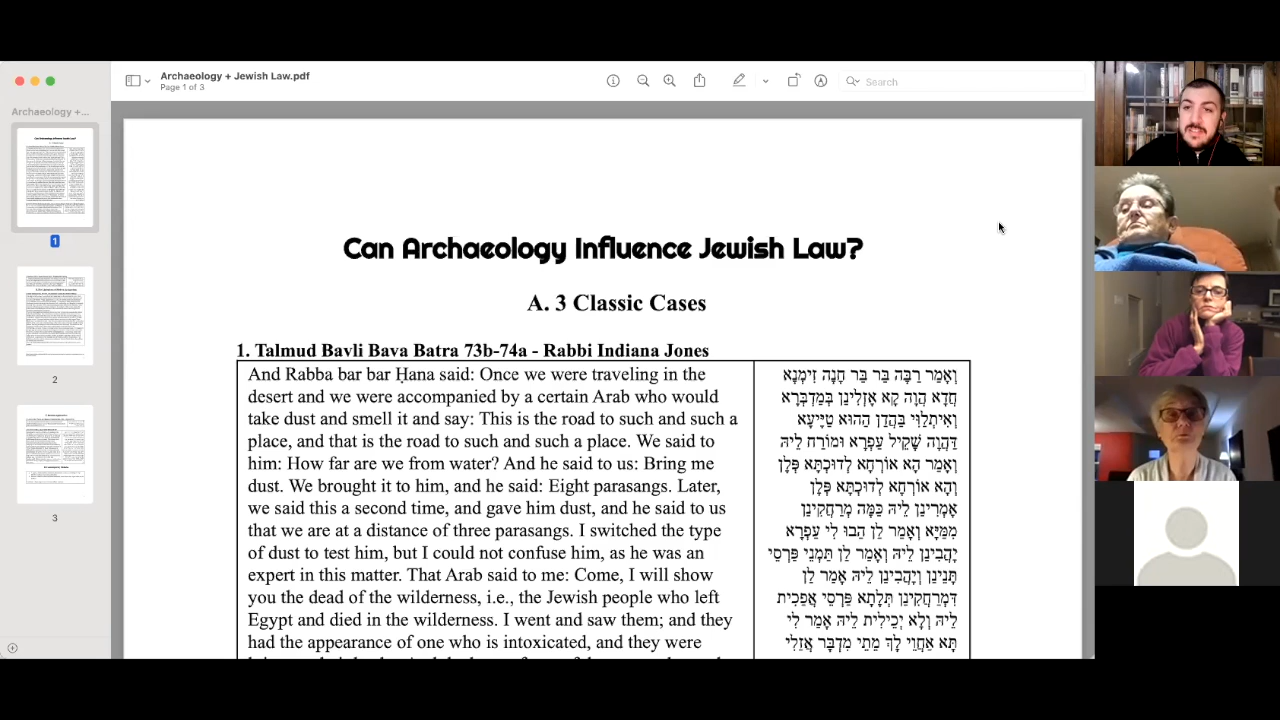 Archaeology + Jewish Law.pdf
Page 1 of 3
Search
Archaeology +...
1
2
3
Can Archaeology Influence Jewish Law?
A. 3 Classic Cases
1. Talmud Bavli Bava Batra 73b-74a - Rabbi Indiana Jones
And Rabba bar bar Ḥana said: Once we were traveling in the
desert and we were accompanied by a certain Arab who would
take dust and smell it and say: This is the road to such and such a
place, and that is the road to such and such a place. We said to
him: How far are we from water? And he said to us: Bring me
dust. We brought it to him, and he said: Eight parasangs. Later,
we said this a second time, and gave him dust, and he said to us
that we are at a distance of three parasangs. I switched the type
of dust to test him, but I could not confuse him, as he was an
expert in this matter. That Arab said to me: Come, I will show
you the dead of the wilderness, i.e., the Jewish people who left
Egypt and died in the wilderness. I went and saw them; and they
had the appearance of one who is intoxicated, and they were
וְאָמַר רַבָּה בַּר בַּר חָנָה זִימְנָא
חֲדָא הֲוָה קָא אָזְלִינַן בְּמַדְבְּרָא
וְאִיתְלַוִּי בַּהֲדַן הָהוּא טַיָּיעָא
דַּהֲוָה שָׁקֵיל עַפְרָא וּמוֹרַח לֵיהּ
וְאָמַר הָא אוֹרְחָא לְדוּכְתָּא פְּלָן
וְהָא אוֹרְחָא לְדוּכְתָּא פְּלָן
אָמְרִינַן לֵיהּ כַּמָּה מְרַחֲקִינַן
מִמַּיָּא וְאָמַר לַן הַבוּ לִי עַפְרָא
יָהֲבִינַן לֵיהּ וְאָמַר לַן תְּמָנֵי פַּרְסֵי
תָּנֵינַן וְיָהֲבִינַן לֵיהּ אָמַר לַן
דִּמְרַחֲקִינַן תְּלָתָא פַּרְסֵי אֲפַכִית
לֵיהּ וְלָא יְכֵילִית לֵיהּ אָמַר לִי
תָּא אַחְוֵי לָךְ מֵתֵי מִדְבָּר אֲזַלִי